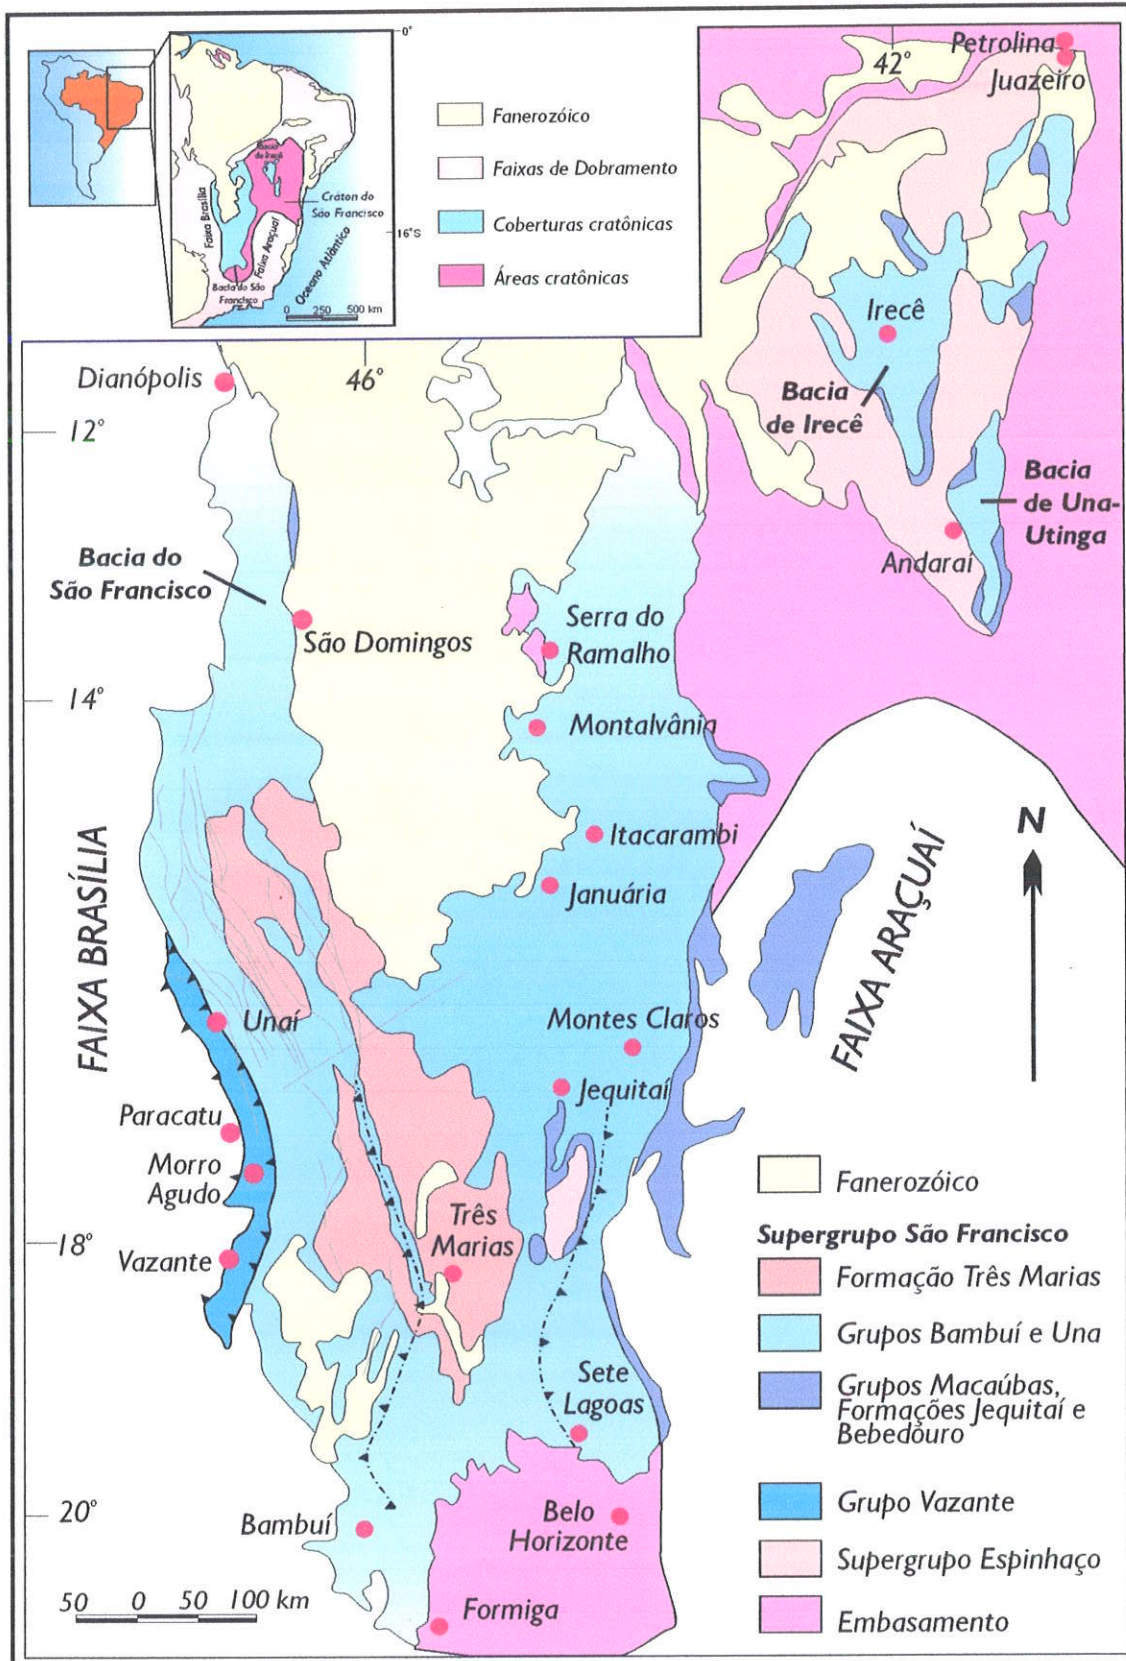 0°
Fanerozóico
Faixas de Dobramento
Coberturas cratônicas
Áreas cratônicas
Bacia de Irecê
Cráton do
São Francisco
Faixa Brasília
Faixa Araçuaí
16°S
Oceano Atlântico
Bacia do São
Francisco
0 250 500 km
42°
Petrolina
Juazeiro
Irecê
Bacia
de Irecê
Bacia
de Una-
Utinga
Andaraí
Dianópolis
46°
12°
Bacia do
São Francisco
São Domingos
Serra do
Ramalho
14°
Montalvânia
Itacarambi
Januária
FAIXA BRASÍLIA
FAIXA ARAÇUAÍ
N
Unaí
Montes Claros
Jequitaí
Paracatu
Morro
Agudo
Vazante
18°
Três
Marias
Sete
Lagoas
20°
Bambuí
Belo
Horizonte
Formiga
50 0 50 100 km
Fanerozóico
Supergrupo São Francisco
Formação Três Marias
Grupos Bambuí e Una
Grupos Macaúbas,
Formações Jequitaí e
Bebedouro
Grupo Vazante
Supergrupo Espinhaço
Embasamento